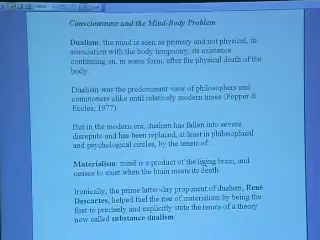 Consciousness and the Mind-Body Problem
Dualism: the mind is seen as primary and not physical, its
association with the body temporary, its existence
continuing on, in some form, after the physical death of the
body.
Dualism was the predominant view of philosophers and
commoners alike until relatively modern times (Popper &
Eccles, 1977).
But in the modern era, dualism has fallen into severe
disrepute and has been replaced, at least in philosophical
and psychological circles, by the tenets of…
Materialism: mind is a product of the living brain, and
ceases to exist when the brain meets its death.
Ironically, the prime latter-day proponent of dualism, René
Descartes, helped fuel the rise of materialism by being the
first to precisely and explicitly state the tenets of a theory
now called substance dualism.